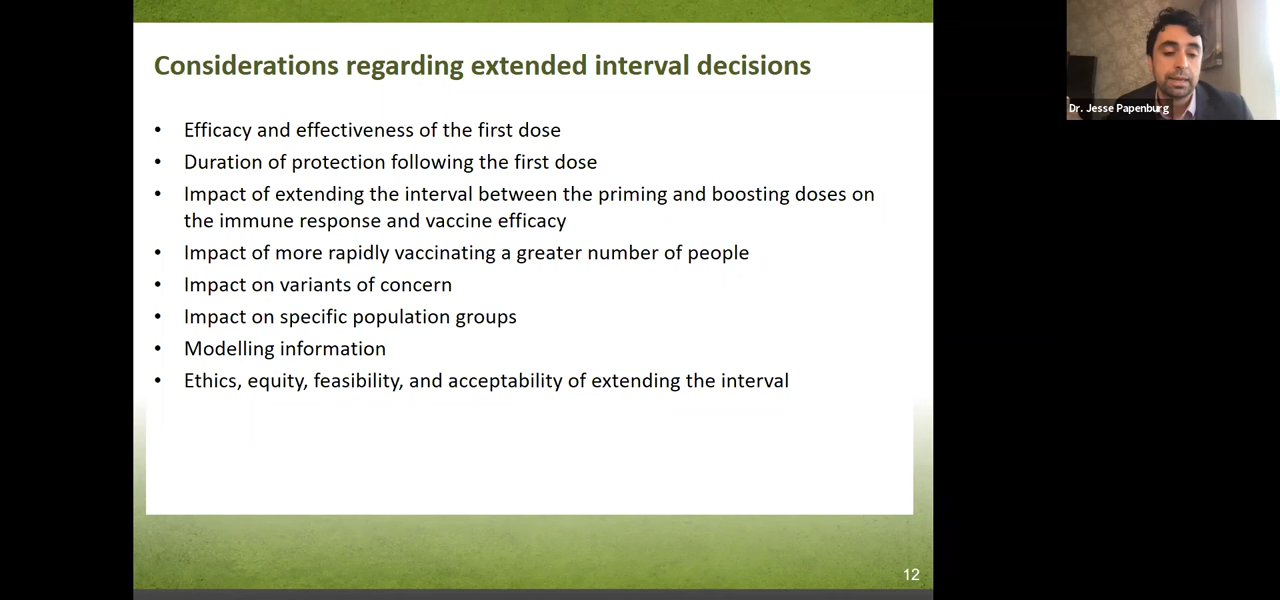 Considerations regarding extended interval decisions
• Efficacy and effectiveness of the first dose
• Duration of protection following the first dose
• Impact of extending the interval between the priming and boosting doses on
the immune response and vaccine efficacy
• Impact of more rapidly vaccinating a greater number of people
• Impact on variants of concern
• Impact on specific population groups
• Modelling information
• Ethics, equity, feasibility, and acceptability of extending the interval
12
Dr. Jesse Papenburg